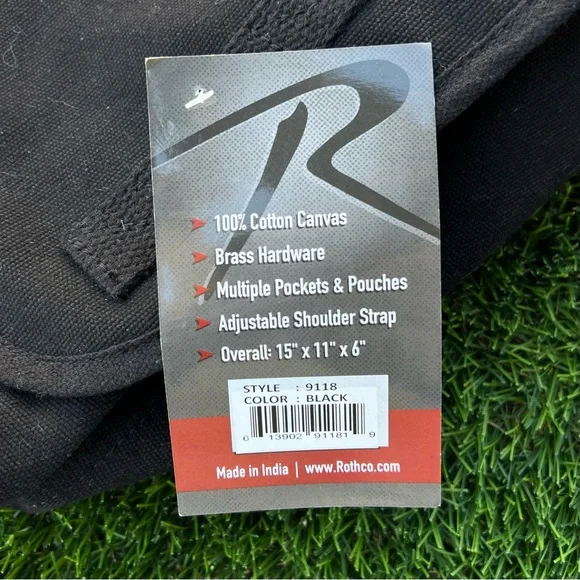 R
100% Cotton Canvas
Brass Hardware
Multiple Pockets & Pouches
Adjustable Shoulder Strap
Overall: 15" x 11" x 6"
STYLE : 9118
COLOR : BLACK
6 13902 91181 9
Made in India | www.Rothco.com